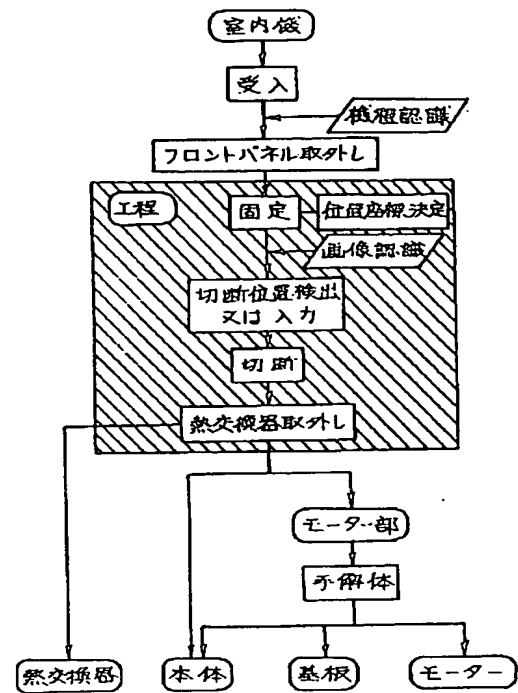 室内機
受入
機種認識
フロントパネル取外し
工程
固定
位置座標決定
画像認識
切断位置検出
又は入力
切断
熱交換器取外し
モーター部
手解体
熱交換器
本体
基板
モーター